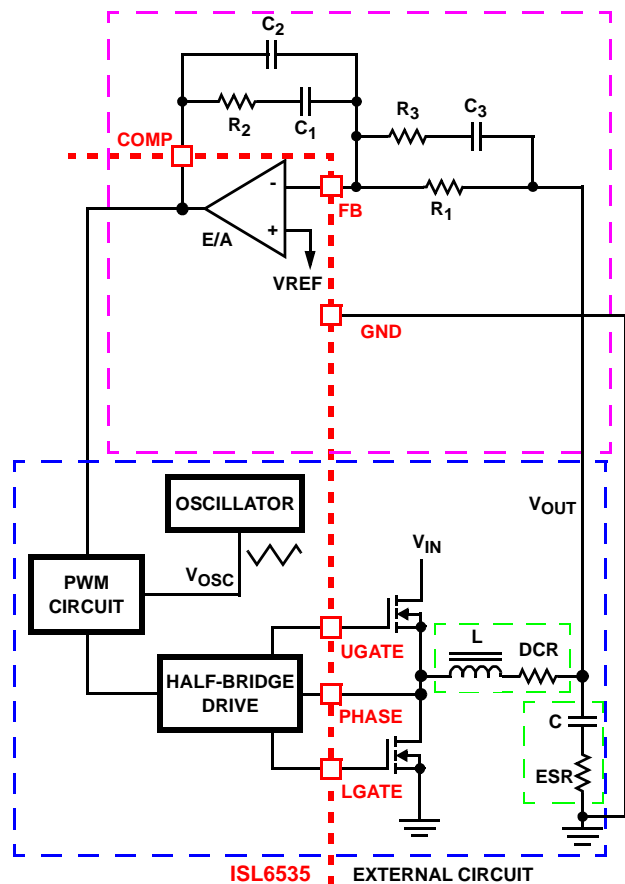 C2
R2
C1
R3
C3
COMP
-
+
E/A
FB
R1
VREF
GND
OSCILLATOR
VOUT
VIN
PWM
CIRCUIT
VOSC
UGATE
L
DCR
HALF-BRIDGE
DRIVE
PHASE
C
LGATE
ESR
ISL6535
EXTERNAL CIRCUIT